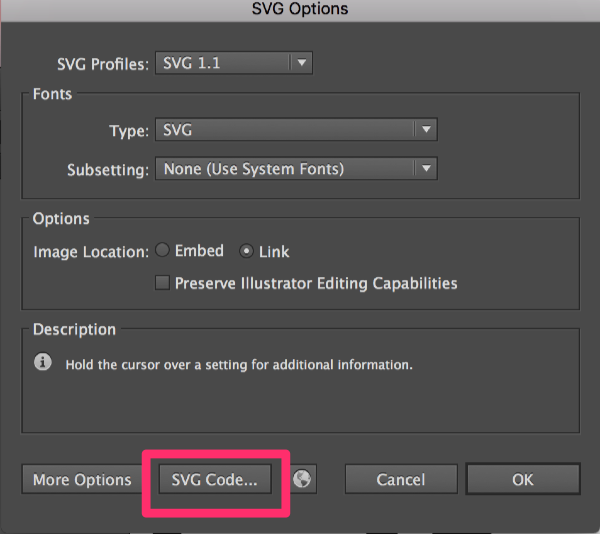 SVG Options
SVG Profiles: SVG 1.1
Fonts
Type: SVG
Subsetting: None (Use System Fonts)
Options
Image Location: Embed Link
Preserve Illustrator Editing Capabilities
Description
Hold the cursor over a setting for additional information.
More Options SVG Code... Cancel OK